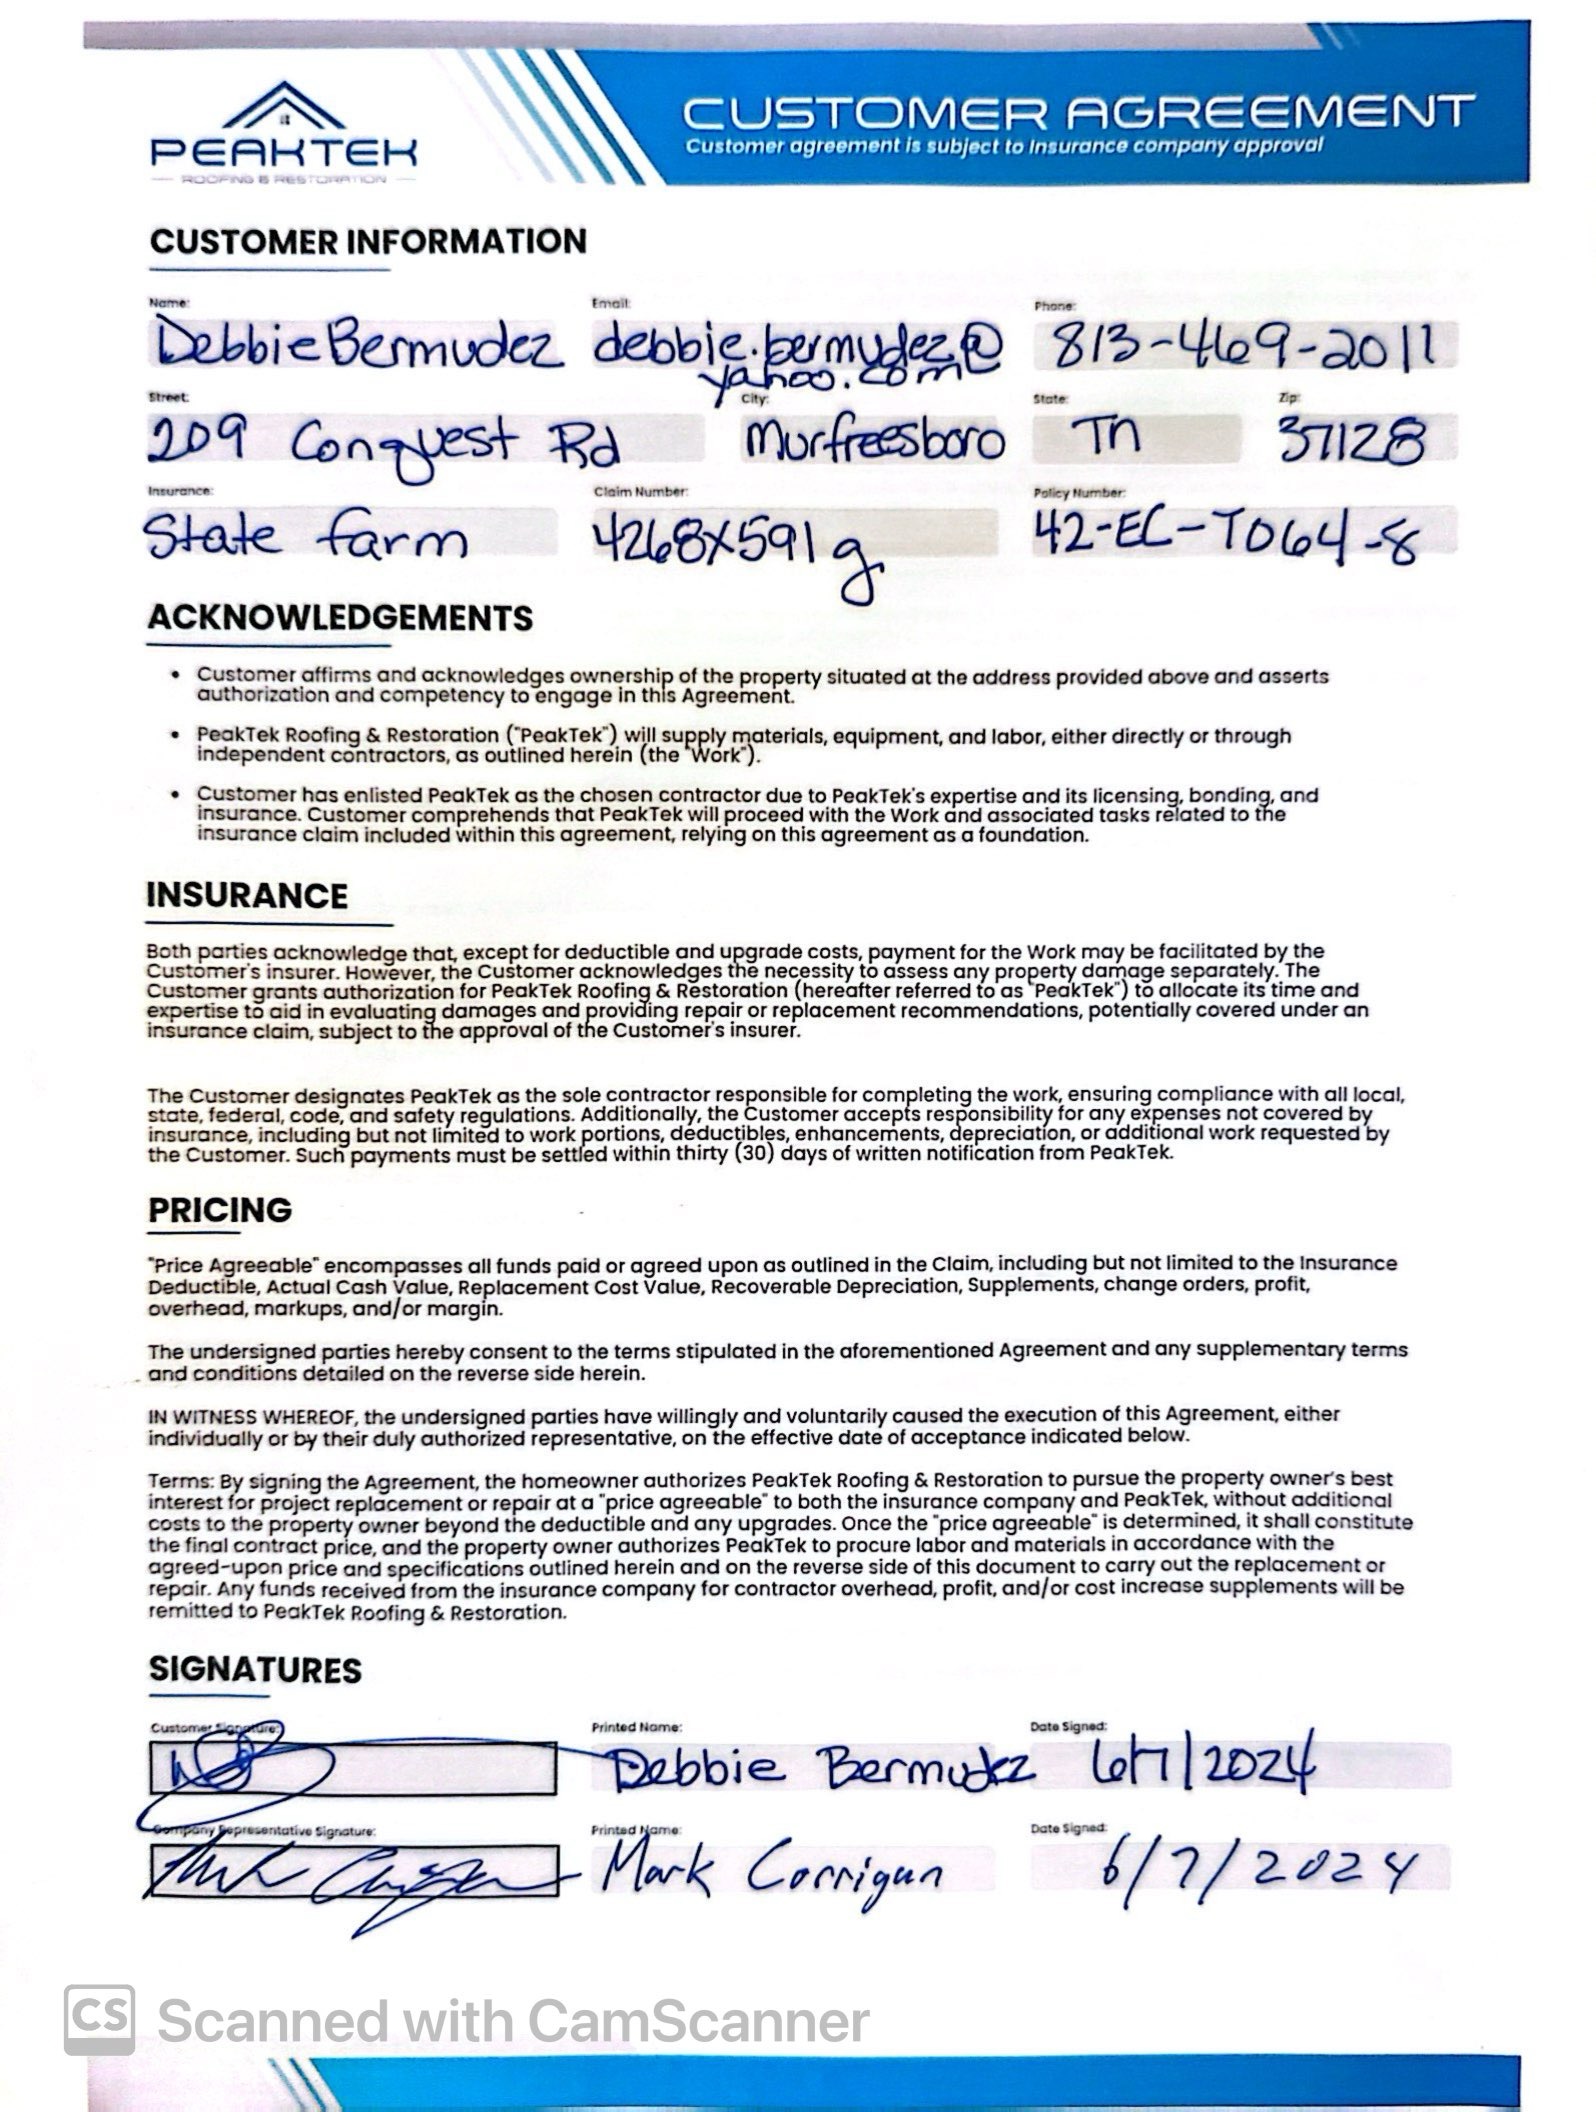 PEAKTEK
ROOFING & RESTORATION
CUSTOMER AGREEMENT
Customer agreement is subject to Insurance company approval
CUSTOMER INFORMATION
Name: Email: Phone:
Debbie Bermudez debbie.bermudez@ 813-469-2011
yahoo.com
Street: City: State: Zip:
209 Conquest Rd Murfreesboro Tn 37128
Insurance: Claim Number: Policy Number:
State farm 4268X591g 42-EC-T064-8
ACKNOWLEDGEMENTS
• Customer affirms and acknowledges ownership of the property situated at the address provided above and asserts
authorization and competency to engage in this Agreement.
• PeakTek Roofing & Restoration ("PeakTek") will supply materials, equipment, and labor, either directly or through
independent contractors, as outlined herein (the "Work").
• Customer has enlisted PeakTek as the chosen contractor due to PeakTek's expertise and its licensing, bonding, and
insurance. Customer comprehends that PeakTek will proceed with the Work and associated tasks related to the
insurance claim included within this agreement, relying on this agreement as a foundation.
INSURANCE
Both parties acknowledge that, except for deductible and upgrade costs, payment for the Work may be facilitated by the
Customer's insurer. However, the Customer acknowledges the necessity to assess any property damage separately. The
Customer grants authorization for PeakTek Roofing & Restoration (hereafter referred to as "PeakTek") to allocate its time and
expertise to aid in evaluating damages and providing repair or replacement recommendations, potentially covered under an
insurance claim, subject to the approval of the Customer's insurer.
The Customer designates PeakTek as the sole contractor responsible for completing the work, ensuring compliance with all local,
state, federal, code, and safety regulations. Additionally, the Customer accepts responsibility for any expenses not covered by
insurance, including but not limited to work portions, deductibles, enhancements, depreciation, or additional work requested by
the Customer. Such payments must be settled within thirty (30) days of written notification from PeakTek.
PRICING
"Price Agreeable" encompasses all funds paid or agreed upon as outlined in the Claim, including but not limited to the Insurance
Deductible, Actual Cash Value, Replacement Cost Value, Recoverable Depreciation, Supplements, change orders, profit,
overhead, markups, and/or margin.
The undersigned parties hereby consent to the terms stipulated in the aforementioned Agreement and any supplementary terms
and conditions detailed on the reverse side herein.
IN WITNESS WHEREOF, the undersigned parties have willingly and voluntarily caused the execution of this Agreement, either
individually or by their duly authorized representative, on the effective date of acceptance indicated below.
Terms: By signing the Agreement, the homeowner authorizes PeakTek Roofing & Restoration to pursue the property owner's best
interest for project replacement or repair at a "price agreeable" to both the insurance company and PeakTek, without additional
costs to the property owner beyond the deductible and any upgrades. Once the "price agreeable" is determined, it shall constitute
the final contract price, and the property owner authorizes PeakTek to procure labor and materials in accordance with the
agreed-upon price and specifications outlined herein and on the reverse side of this document to carry out the replacement or
repair. Any funds received from the insurance company for contractor overhead, profit, and/or cost increase supplements will be
remitted to PeakTek Roofing & Restoration.
SIGNATURES
Customer Signature: Printed Name: Date Signed:
Debbie Bermudez 6/7/2024
Company Representative Signature: Printed Name: Date Signed:
Mark Corrigan 6/7/2024
CS Scanned with CamScanner